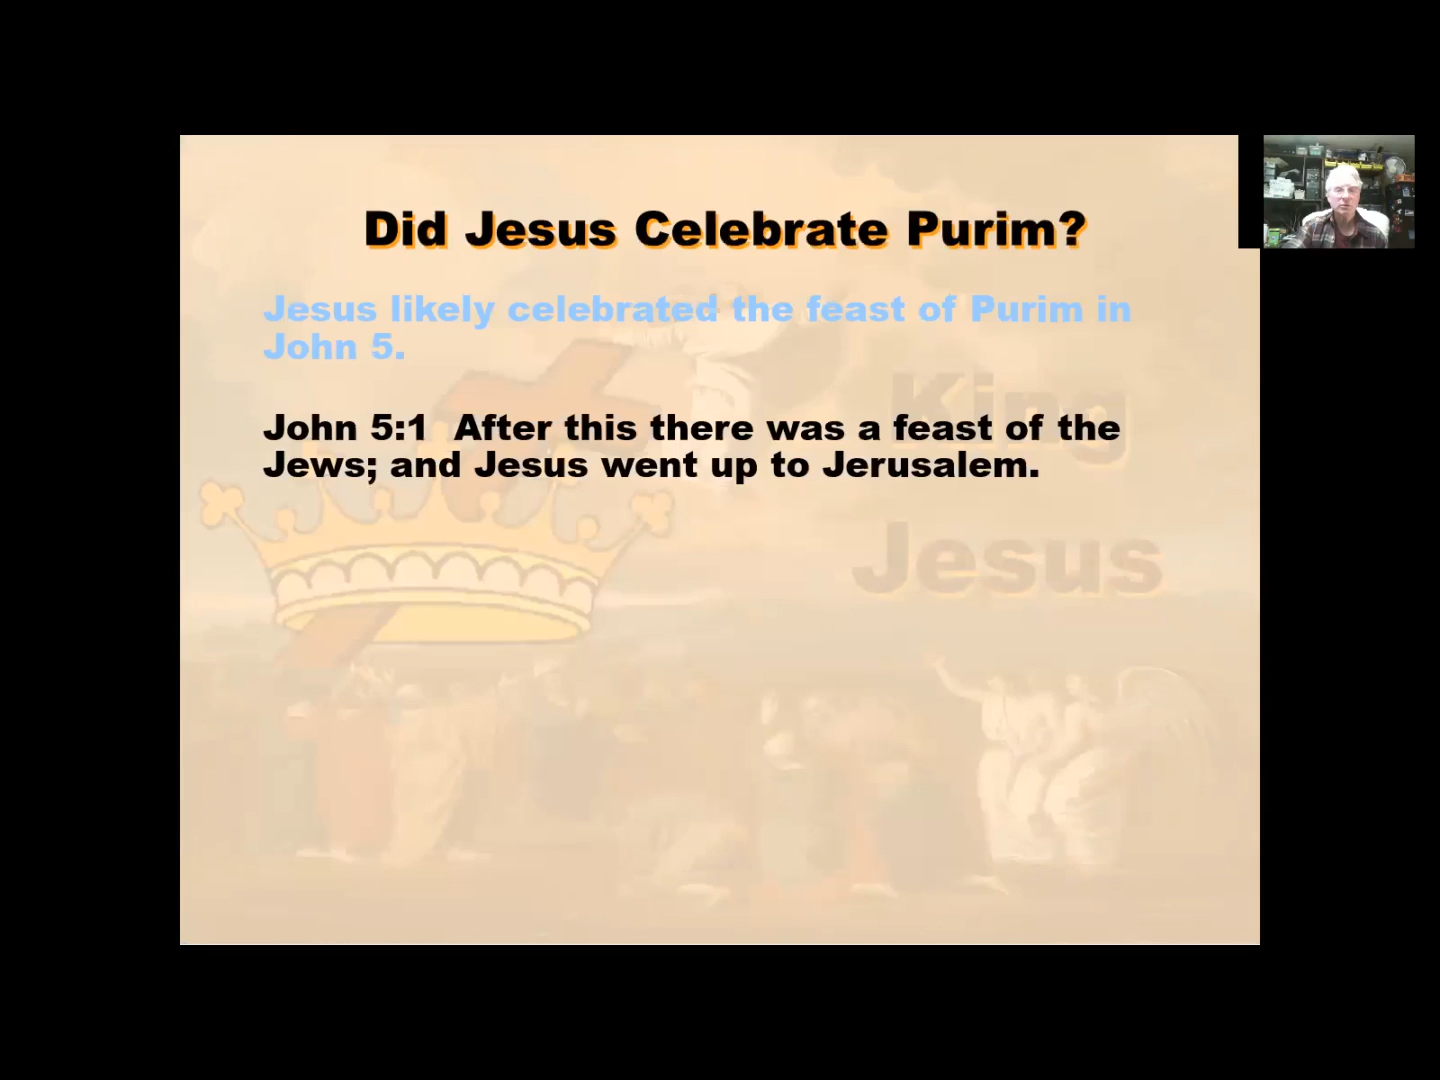 Did Jesus Celebrate Purim?
Jesus likely celebrated the feast of Purim in
John 5.
John 5:1  After this there was a feast of the
Jews; and Jesus went up to Jerusalem.
King
Jesus